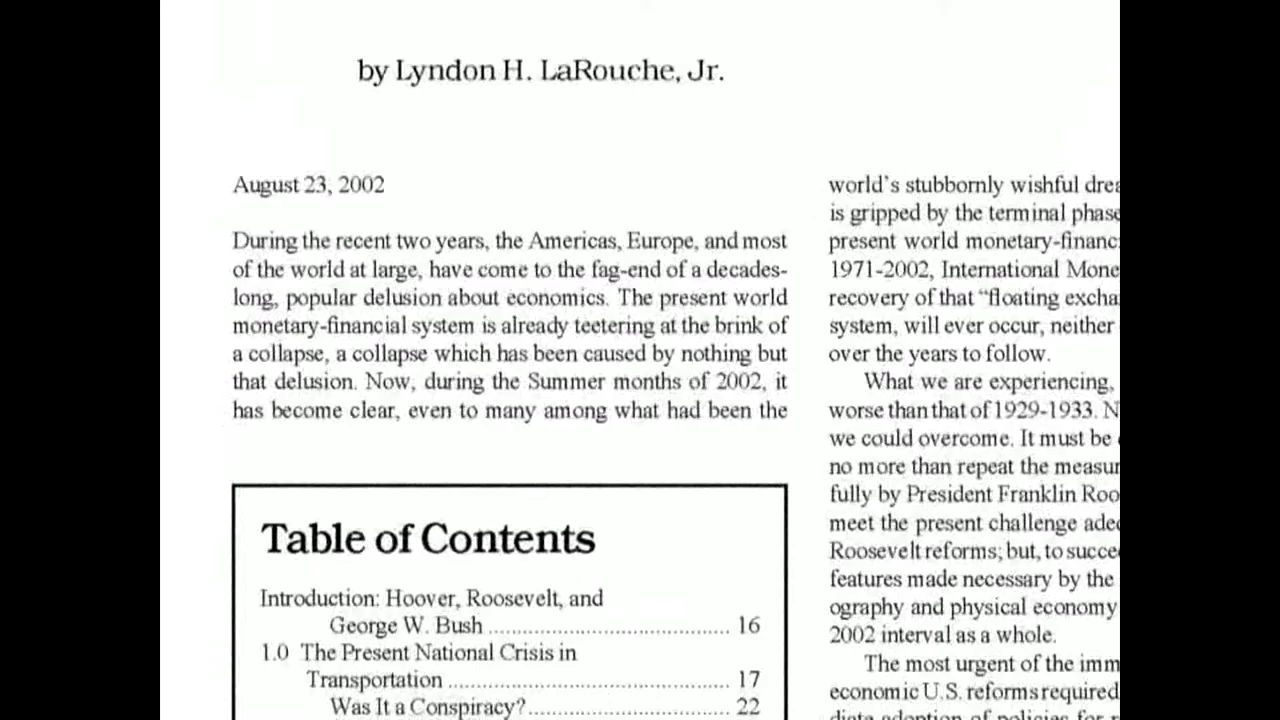 by Lyndon H. LaRouche, Jr.
August 23, 2002
During the recent two years, the Americas, Europe, and most
of the world at large, have come to the fag-end of a decades-
long, popular delusion about economics. The present world
monetary-financial system is already teetering at the brink of
a collapse, a collapse which has been caused by nothing but
that delusion. Now, during the Summer months of 2002, it
has become clear, even to many among what had been the
Table of Contents
Introduction: Hoover, Roosevelt, and
George W. Bush .......................................... 16
1.0 The Present National Crisis in
Transportation ................................................ 17
Was It a Conspiracy?................................... 22
world's stubbornly wishful
is gripped by the terminal phase
present world
1971-2002, International
recovery of that "floating
system, will ever occur, neither
over the years to follow.
What we are experiencing,
worse than that of 1929-1933.
we could overcome. It must be
no more than repeat the
fully by President Franklin
meet the present challenge
Roosevelt reforms; but, to
features made necessary by the
ography and physical economy
2002 interval as a whole.
The most urgent of the
economic U.S. reforms required
diate adoption of policies for